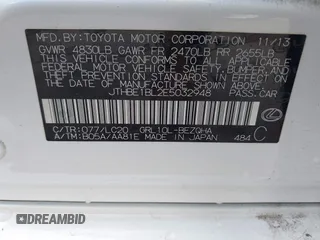 MFD. BY: TOYOTA MOTOR CORPORATION 11/13
GVWR 4830LB GAWR FR 2470LB RR 2655LB
THIS VEHICLE CONFORMS TO ALL APPLICABLE
FEDERAL MOTOR VEHICLE SAFETY, BUMPER, AND
THEFT PREVENTION STANDARDS IN EFFECT ON
THE DATE OF MANUFACTURE SHOWN ABOVE.
JTHBE1BL2E5032948 PASS. CAR
C/TR: 077/LC20 GRL10L-BEZQHA C
A/TM: B05A/AA81E MADE IN JAPAN 484
AUTOBIDMD